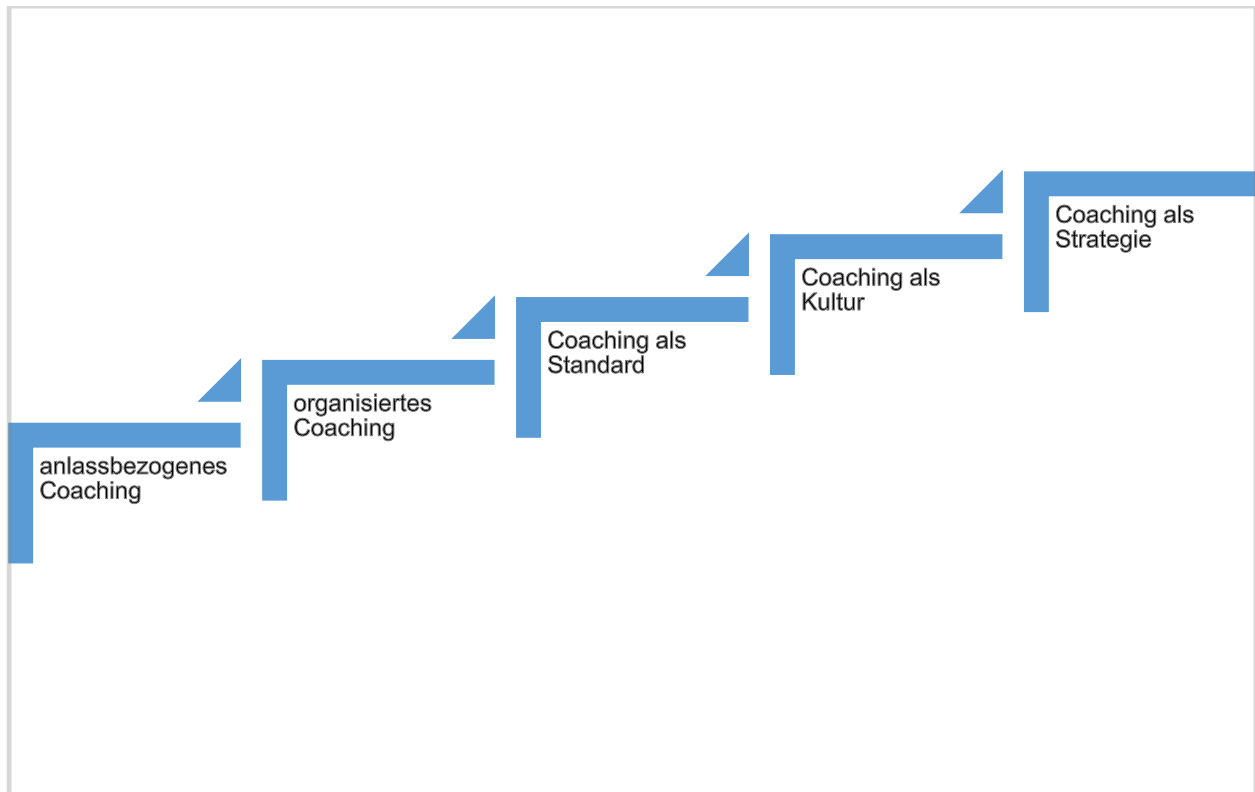 anlassbezogenes
Coaching
organisiertes
Coaching
Coaching als
Standard
Coaching als
Kultur
Coaching als
Strategie